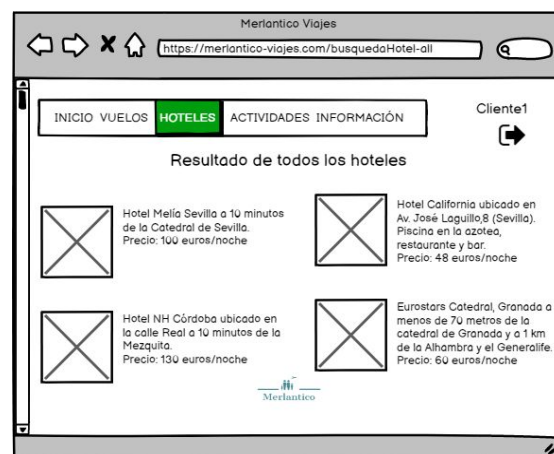 Merlantico Viajes
https://merlantico-viajes.com/busquedaHotel-all
INICIO VUELOS HOTELES ACTIVIDADES INFORMACIÓN
Cliente1
Resultado de todos los hoteles
Hotel Melía Sevilla a 10 minutos
de la Catedral de Sevilla.
Precio: 100 euros/noche
Hotel California ubicado en
Av. José Laguillo,8 (Sevilla).
Piscina en la azotea,
restaurante y bar.
Precio: 48 euros/noche
Hotel NH Córdoba ubicado en
la calle Real a 10 minutos de la
Mezquita.
Precio: 130 euros/noche
Eurostars Catedral, Granada a
menos de 70 metros de la
catedral de Granada y a 1 km
de la Alhambra y el Generalife.
Precio: 60 euros/noche
Merlantico